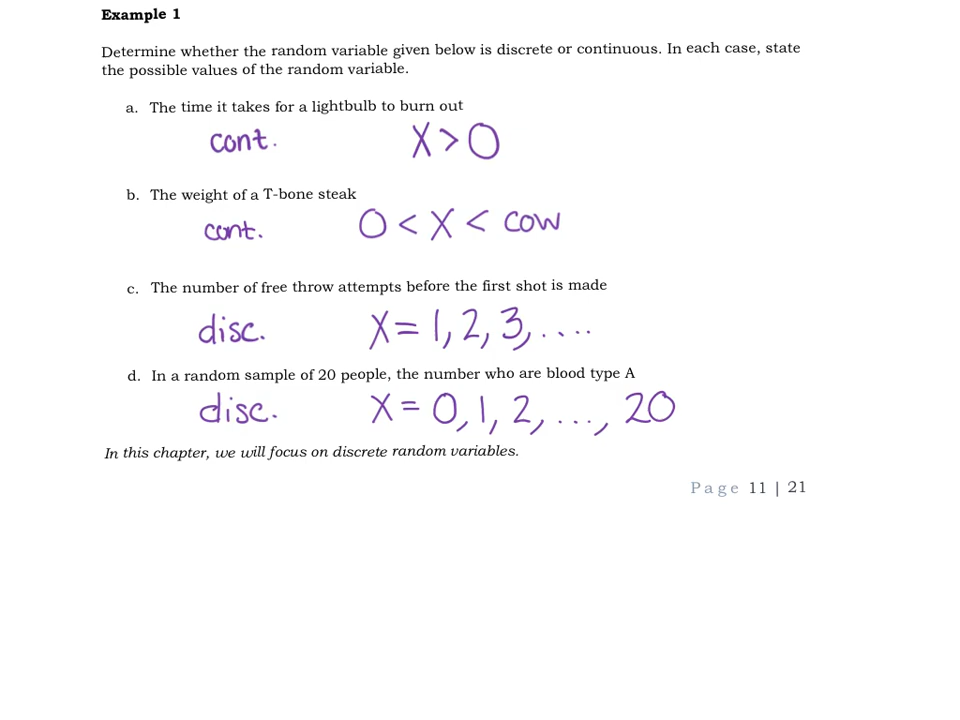 Example 1
Determine whether the random variable given below is discrete or continuous. In each case, state
the possible values of the random variable.
a. The time it takes for a lightbulb to burn out
cont. X > 0
b. The weight of a T-bone steak
cont. 0 < X < cow
c. The number of free throw attempts before the first shot is made
disc. X = 1, 2, 3, ....
d. In a random sample of 20 people, the number who are blood type A
disc. X = 0, 1, 2, ..., 20
In this chapter, we will focus on discrete random variables.
Page 11 | 21